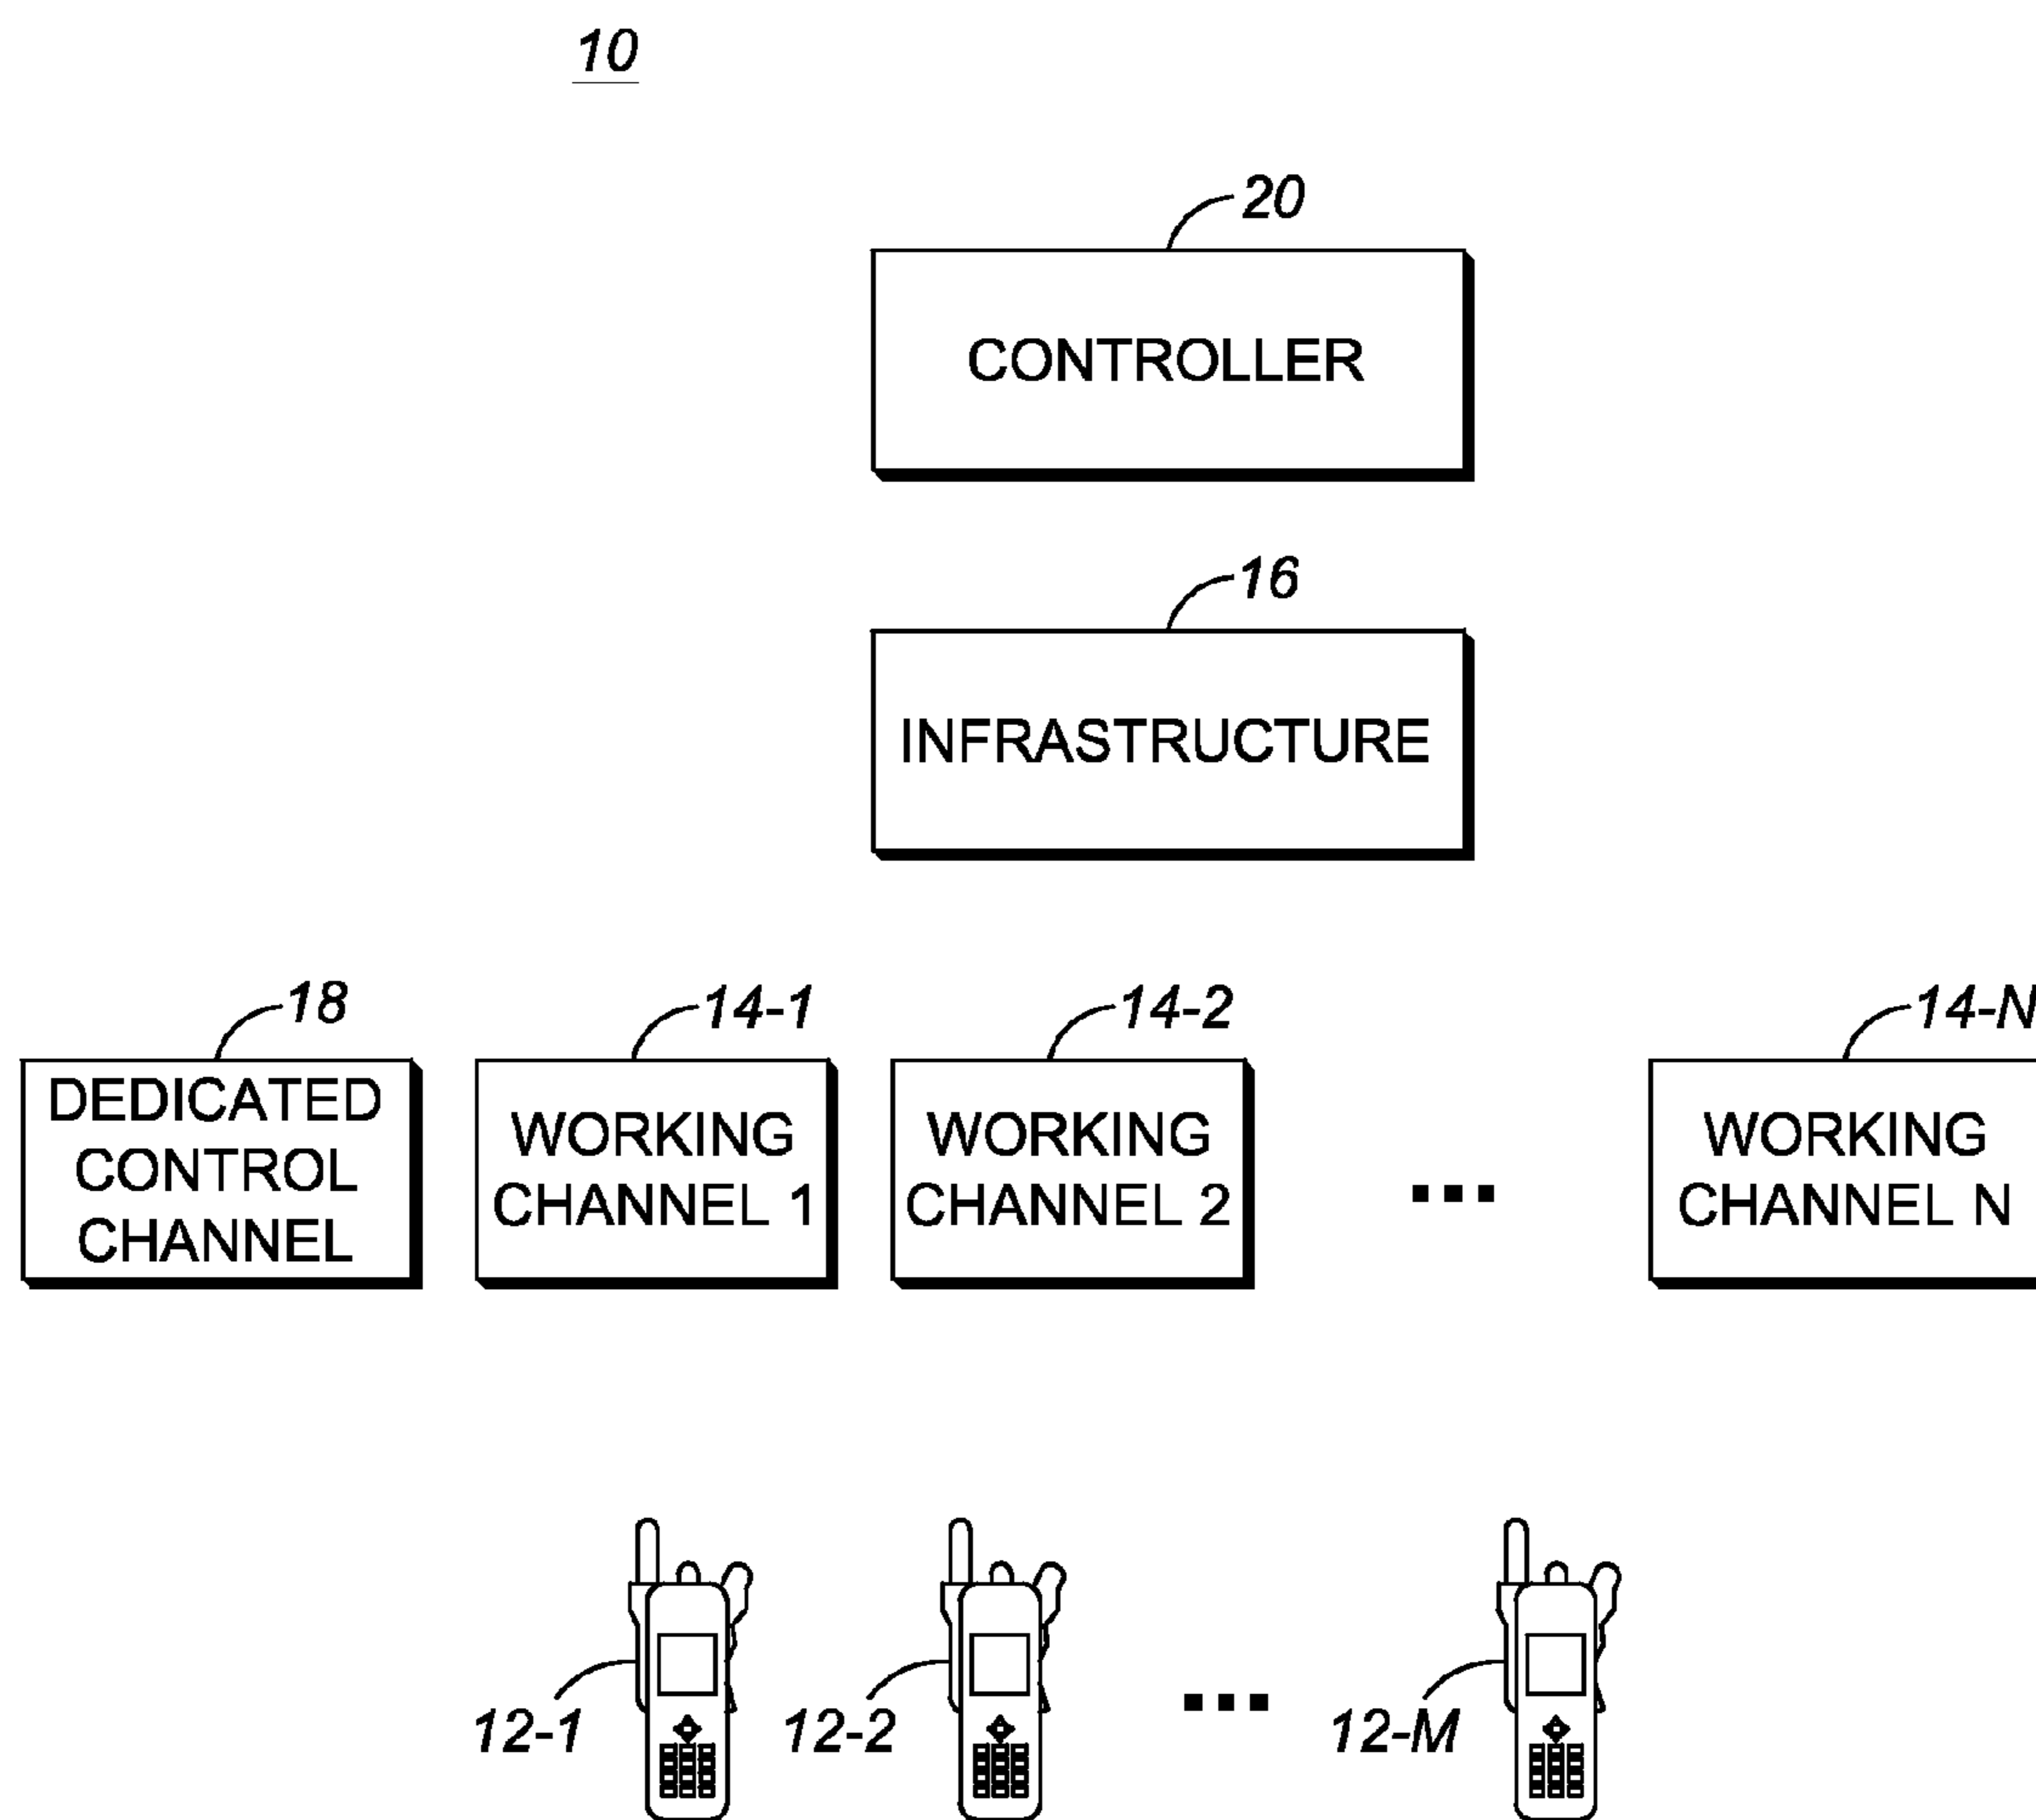 10
20
CONTROLLER
16
INFRASTRUCTURE
18
14-1
14-2
14-N
DEDICATED
CONTROL
CHANNEL
WORKING
CHANNEL 1
WORKING
CHANNEL 2
WORKING
CHANNEL N
12-1
12-2
12-M